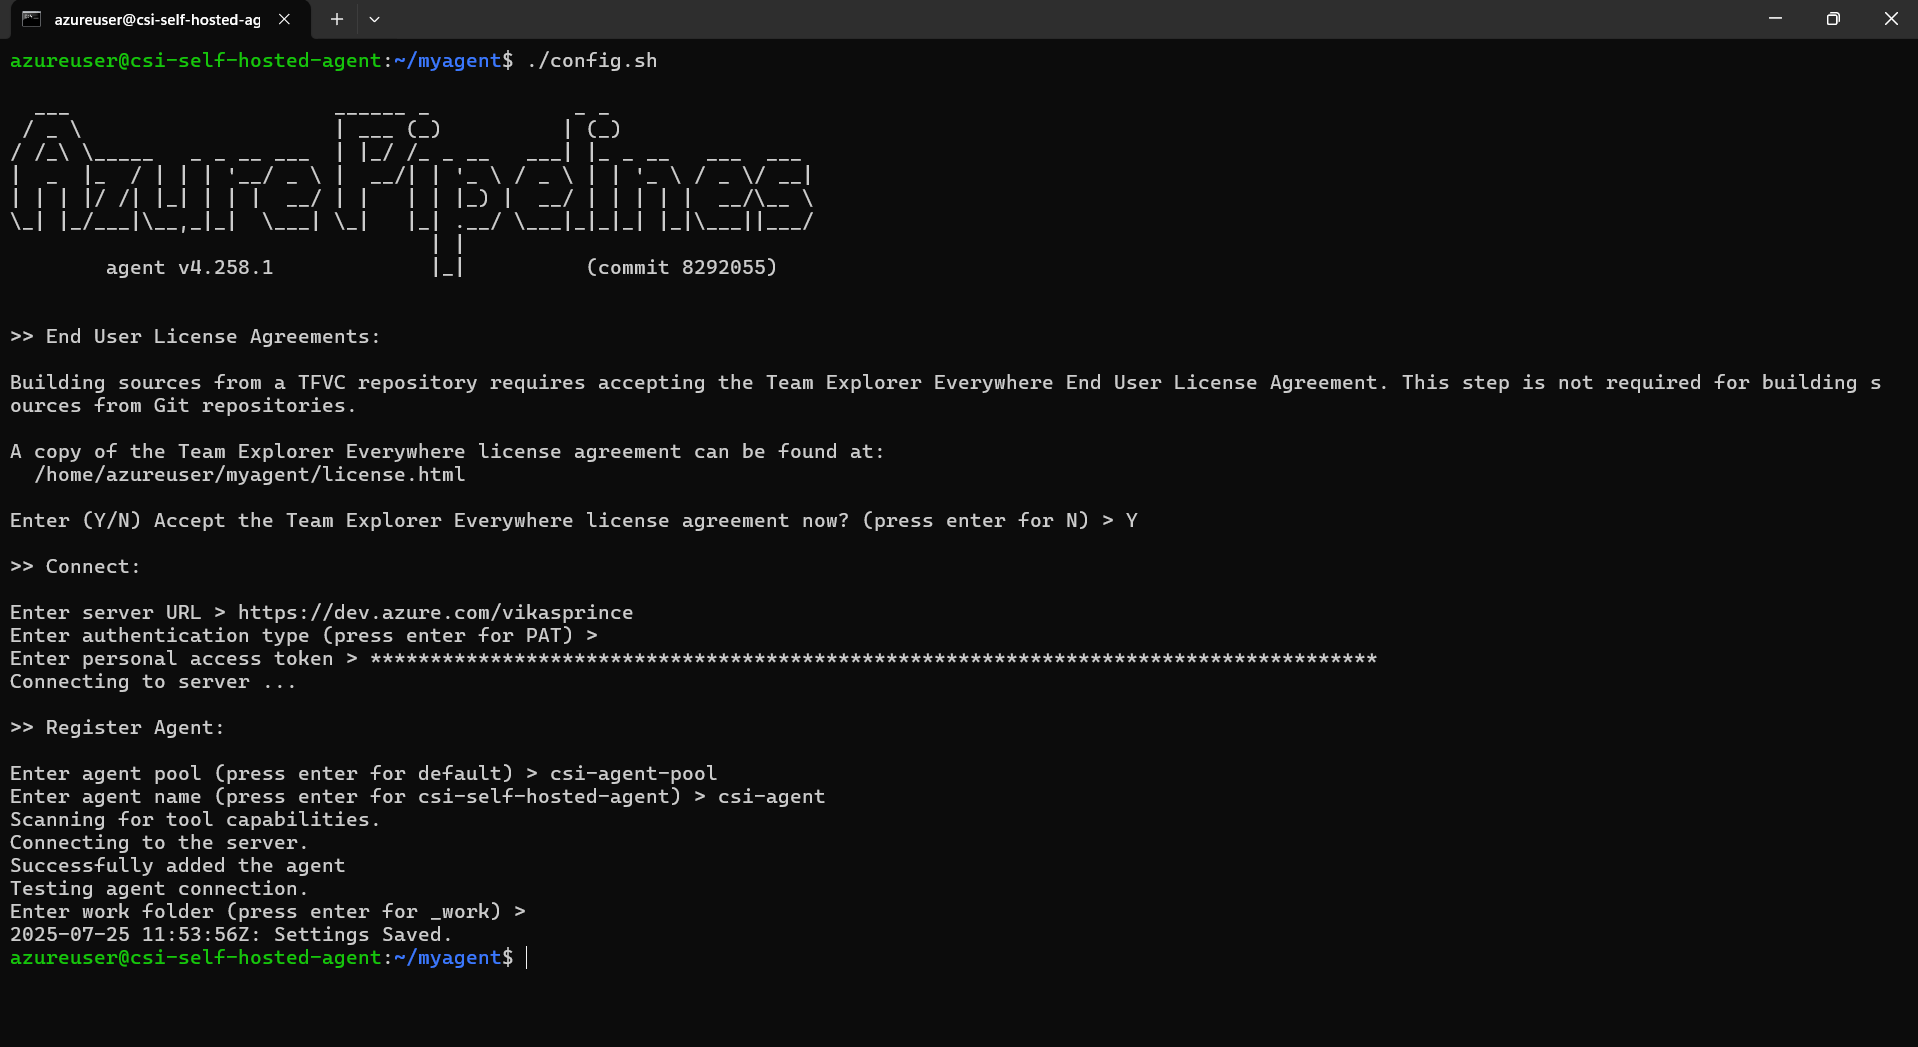 azureuser@csi-self-hosted-ag
azureuser@csi-self-hosted-agent:~/myagent$ ./config.sh
Azure Pipelines
agent v4.258.1 (commit 8292055)
>> End User License Agreements:
Building sources from a TFVC repository requires accepting the Team Explorer Everywhere End User License Agreement. This step is not required for building s
ources from Git repositories.
A copy of the Team Explorer Everywhere license agreement can be found at:
/home/azureuser/myagent/license.html
Enter (Y/N) Accept the Team Explorer Everywhere license agreement now? (press enter for N) > Y
>> Connect:
Enter server URL > https://dev.azure.com/vikasprince
Enter authentication type (press enter for PAT) >
Enter personal access token > ************************************************************************************
Connecting to server ...
>> Register Agent:
Enter agent pool (press enter for default) > csi-agent-pool
Enter agent name (press enter for csi-self-hosted-agent) > csi-agent
Scanning for tool capabilities.
Connecting to the server.
Successfully added the agent
Testing agent connection.
Enter work folder (press enter for _work) >
2025-07-25 11:53:56Z: Settings Saved.
azureuser@csi-self-hosted-agent:~/myagent$